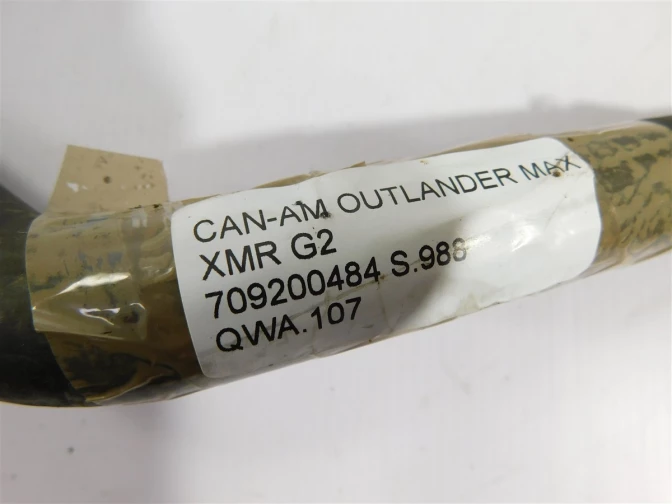 CAN-AM OUTLANDER MAX
XMR G2
709200484 S.988
QWA.107